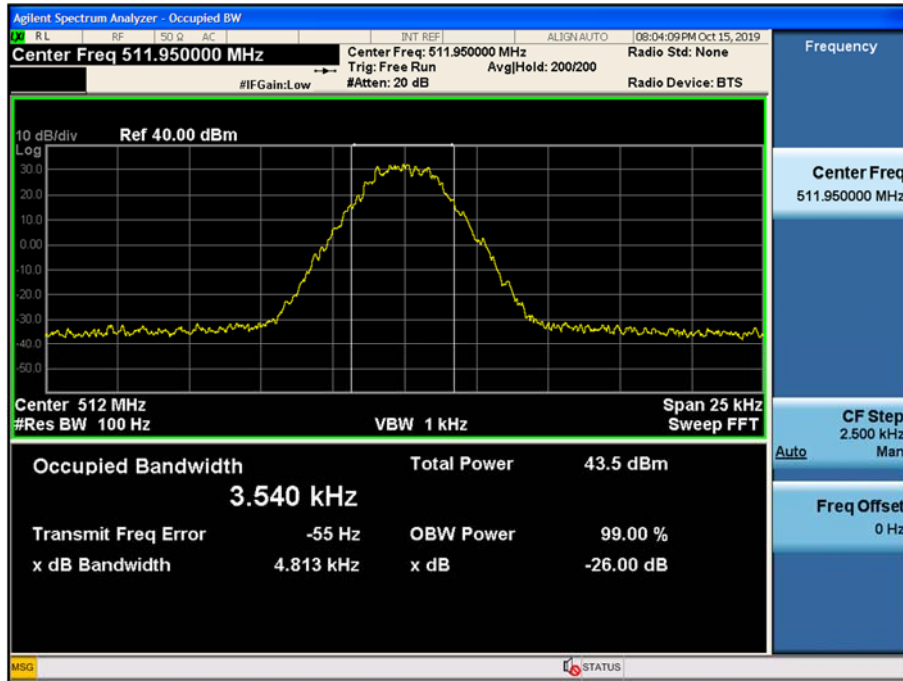 Agilent Spectrum Analyzer - Occupied BW
LXI RL RF 50 Ω AC INT REF ALIGN AUTO 08:04:09 PM Oct 15, 2019
Center Freq 511.950000 MHz Center Freq: 511.950000 MHz Radio Std: None Frequency
Trig: Free Run Avg|Hold: 200/200
#IFGain:Low #Atten: 20 dB Radio Device: BTS
10 dB/div Ref 40.00 dBm
Log
30.0
20.0
10.0
0.00
-10.0
-20.0
-30.0
-40.0
-50.0
Center Freq
511.950000 MHz
Center 512 MHz Span 25 kHz
#Res BW 100 Hz VBW 1 kHz Sweep FFT
CF Step
2.500 kHz
Auto Man
Occupied Bandwidth Total Power 43.5 dBm
3.540 kHz
Transmit Freq Error -55 Hz OBW Power 99.00 %
x dB Bandwidth 4.813 kHz x dB -26.00 dB
Freq Offset
0 Hz
MSG STATUS